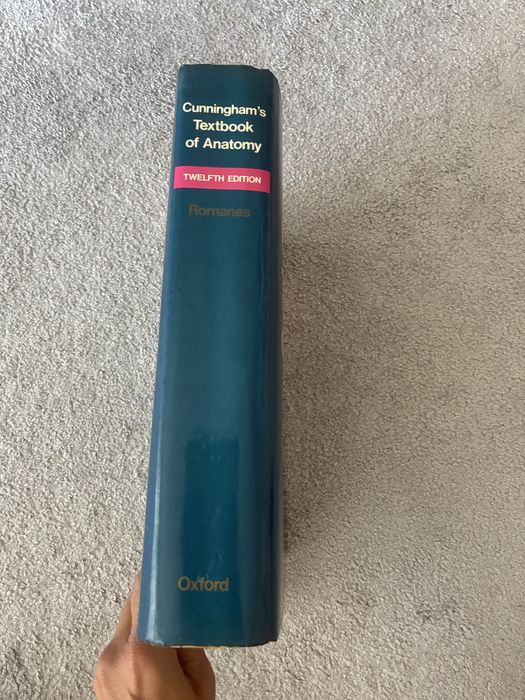 Cunningham's
Textbook
of Anatomy
TWELFTH EDITION
Romanes
Oxford